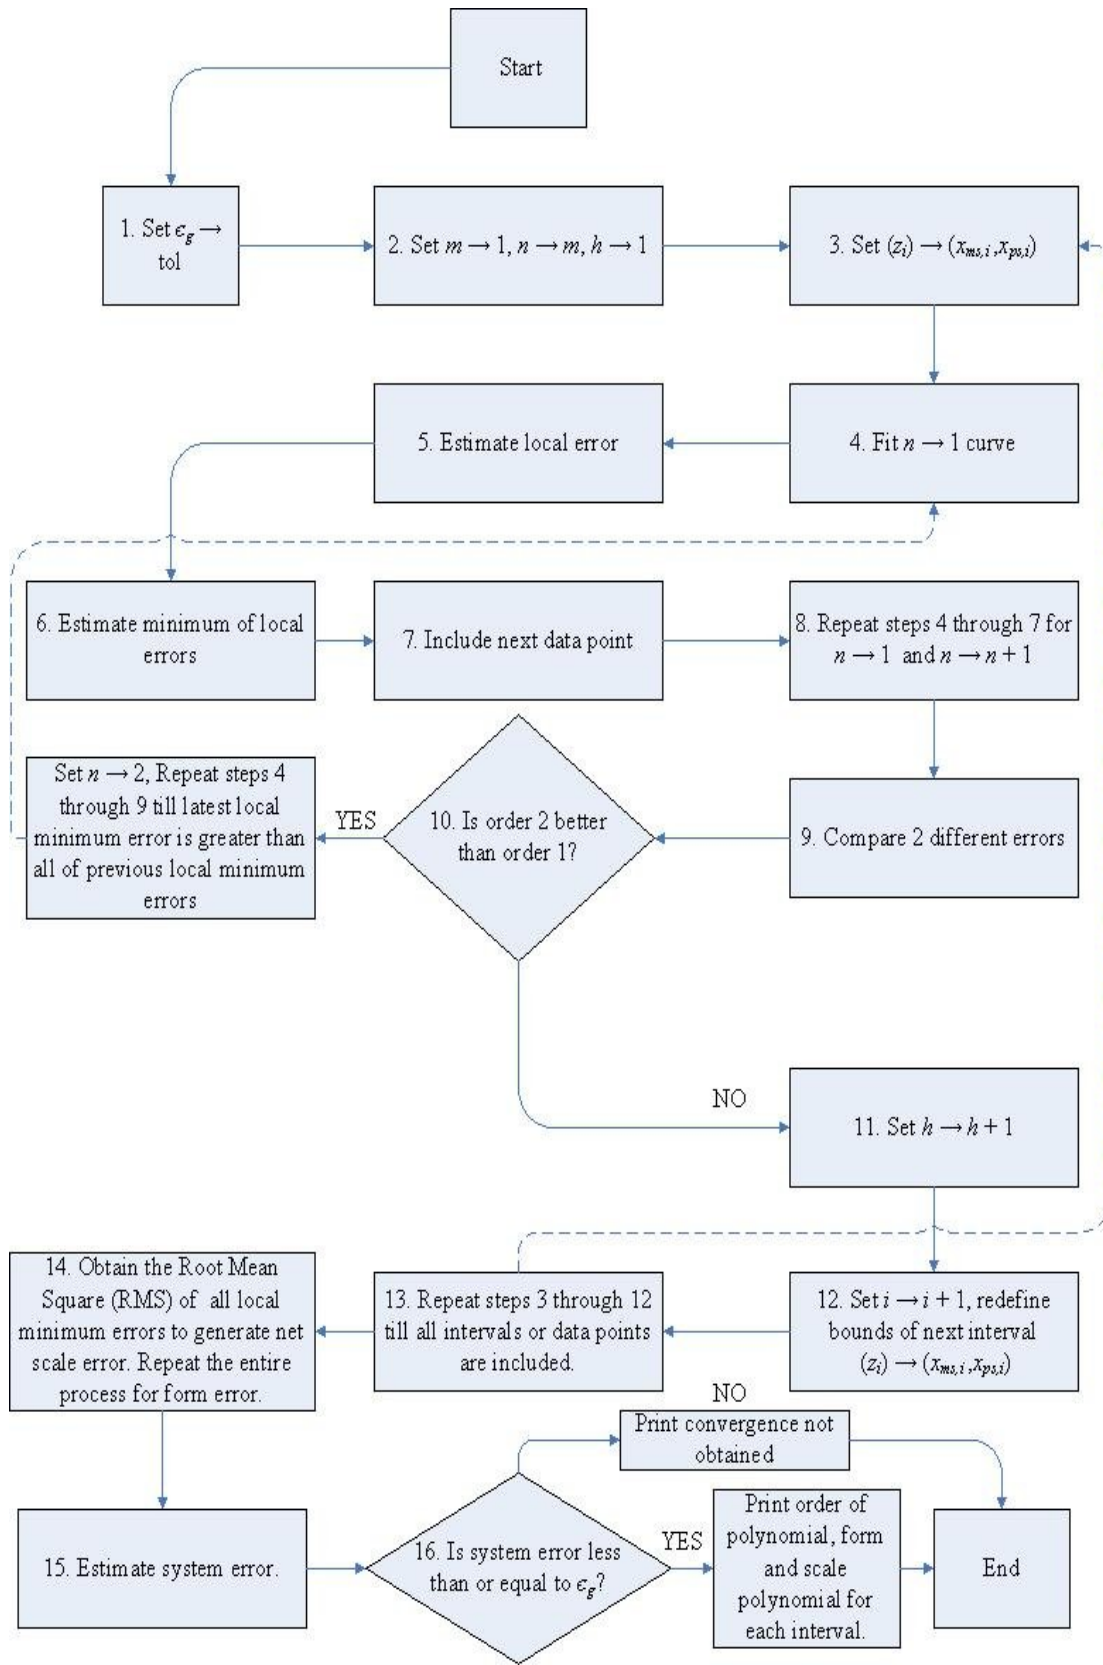 Start
1. Set ϵg →
tol
2. Set m → 1, n → m, h → 1
3. Set (zi) → (xms,i ,xps,i)
5. Estimate local error
4. Fit n → 1 curve
6. Estimate minimum of local
errors
7. Include next data point
8. Repeat steps 4 through 7 for
n → 1 and n → n + 1
Set n → 2, Repeat steps 4
through 9 till latest local
minimum error is greater than
all of previous local minimum
errors
YES
10. Is order 2 better
than order 1?
9. Compare 2 different errors
NO
11. Set h → h + 1
14. Obtain the Root Mean
Square (RMS) of all local
minimum errors to generate net
scale error. Repeat the entire
process for form error.
13. Repeat steps 3 through 12
till all intervals or data points
are included.
12. Set i → i + 1, redefine
bounds of next interval
(zi) → (xms,i ,xps,i)
NO
Print convergence not
obtained
15. Estimate system error.
16. Is system error less
than or equal to ϵg?
YES
Print order of
polynomial, form
and scale
polynomial for
each interval.
End